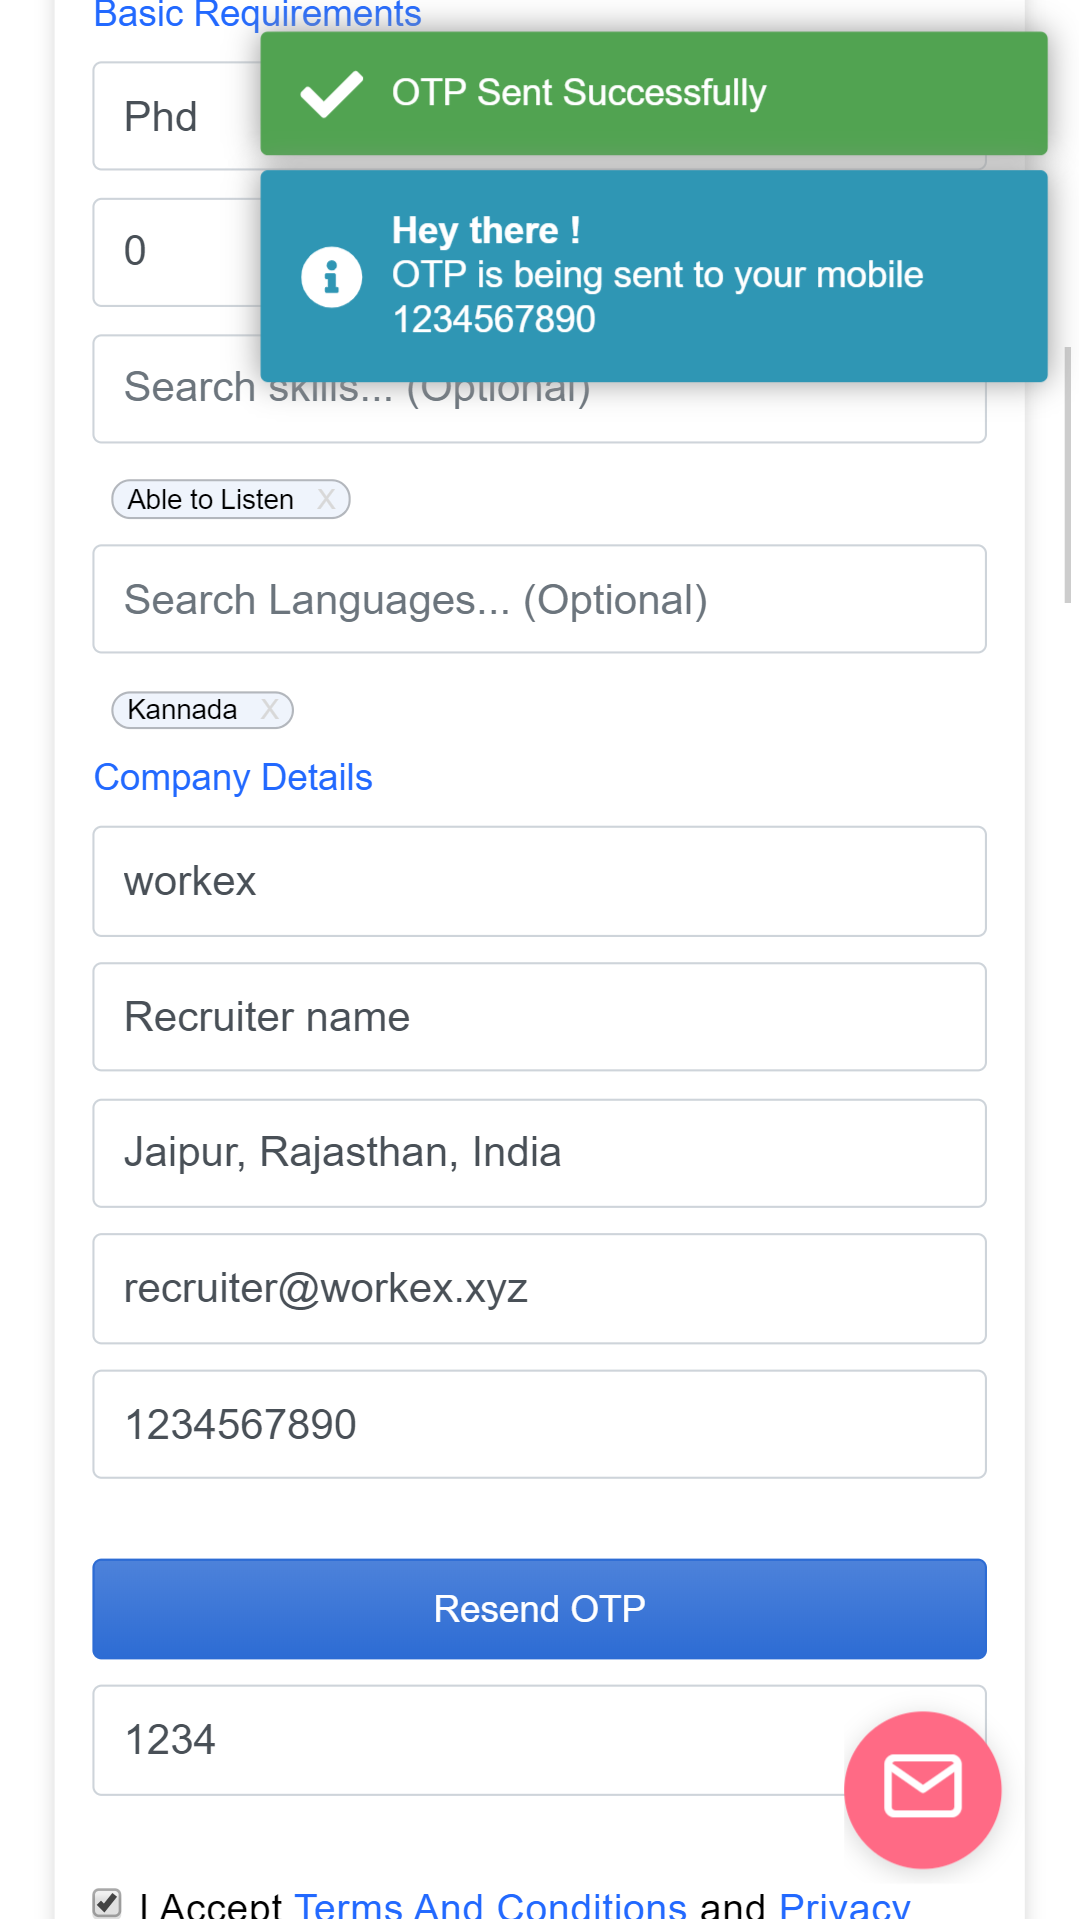 Basic Requirements
OTP Sent Successfully
Phd
Hey there !
OTP is being sent to your mobile
1234567890
0
Search skills... (Optional)
Able to Listen X
Search Languages... (Optional)
Kannada X
Company Details
workex
Recruiter name
Jaipur, Rajasthan, India
recruiter@workex.xyz
1234567890
Resend OTP
1234
I Accept Terms And Conditions and Privacy